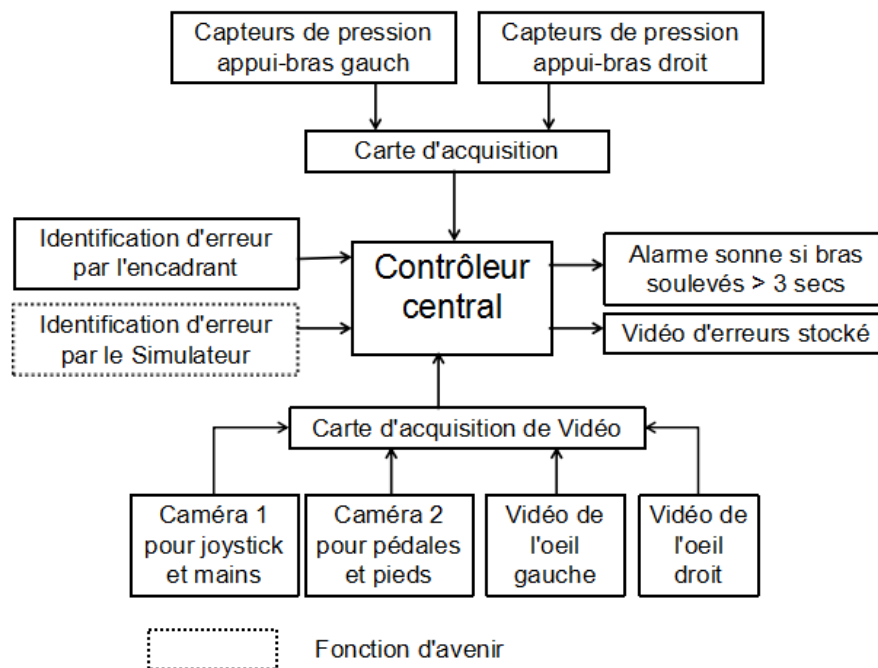 Capteurs de pression
appui-bras gauch
Capteurs de pression
appui-bras droit
Carte d'acquisition
Identification d'erreur
par l'encadrant
Contrôleur
central
Alarme sonne si bras
soulevés > 3 secs
Identification d'erreur
par le Simulateur
Vidéo d'erreurs stocké
Carte d'acquisition de Vidéo
Caméra 1
pour joystick
et mains
Caméra 2
pour pédales
et pieds
Vidéo de
l'oeil
gauche
Vidéo de
l'oeil
droit
Fonction d'avenir